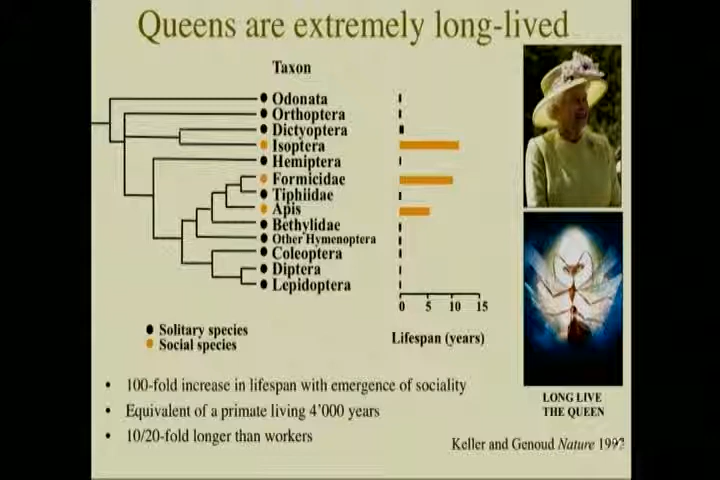 Queens are extremely long-lived
Taxon
Odonata
Orthoptera
Dictyoptera
Isoptera
Hemiptera
Formicidae
Tiphiidae
Apis
Bethylidae
Other Hymenoptera
Coleoptera
Diptera
Lepidoptera
0 5 10 15
Lifespan (years)
Solitary species
Social species
• 100-fold increase in lifespan with emergence of sociality
• Equivalent of a primate living 4’000 years
• 10/20-fold longer than workers
LONG LIVE
THE QUEEN
Keller and Genoud Nature